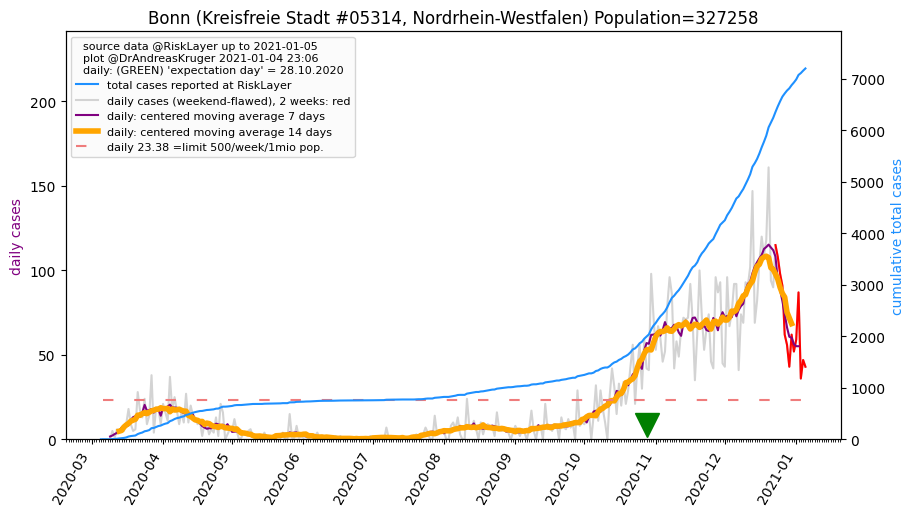 Bonn (Kreisfreie Stadt #05314, Nordrhein-Westfalen) Population=327258
source data @RiskLayer up to 2021-01-05
plot @DrAndreasKruger 2021-01-04 23:06
daily: (GREEN) 'expectation day' = 28.10.2020
total cases reported at RiskLayer
daily cases (weekend-flawed), 2 weeks: red
daily: centered moving average 7 days
daily: centered moving average 14 days
daily 23.38 =limit 500/week/1mio pop.
daily cases
200
150
100
50
0
7000
6000
5000
4000
3000
2000
1000
0
cumulative total cases
2020-03
2020-04
2020-05
2020-06
2020-07
2020-08
2020-09
2020-10
2020-11
2020-12
2021-01